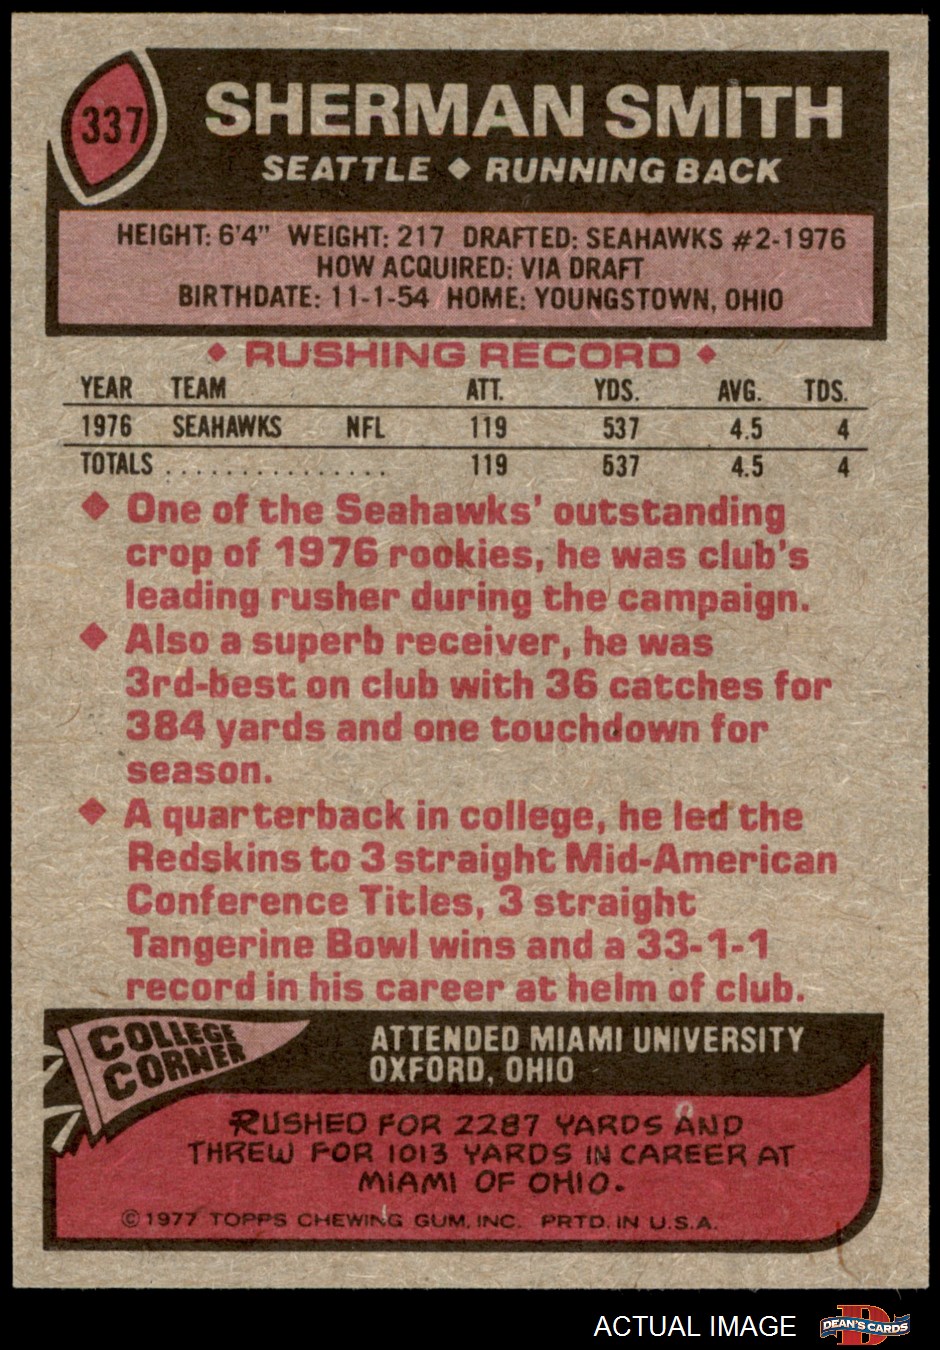 337
SHERMAN SMITH
SEATTLE ◆ RUNNING BACK
HEIGHT: 6'4" WEIGHT: 217 DRAFTED: SEAHAWKS #2-1976
HOW ACQUIRED: VIA DRAFT
BIRTHDATE: 11-1-54 HOME: YOUNGSTOWN, OHIO
◆ RUSHING RECORD ◆
YEAR TEAM ATT. YDS. AVG. TDS.
1976 SEAHAWKS NFL 119 537 4.5 4
TOTALS . . . . . . . . . . . . . . . 119 537 4.5 4
◆ One of the Seahawks' outstanding
crop of 1976 rookies, he was club's
leading rusher during the campaign.
◆ Also a superb receiver, he was
3rd-best on club with 36 catches for
384 yards and one touchdown for
season.
◆ A quarterback in college, he led the
Redskins to 3 straight Mid-American
Conference Titles, 3 straight
Tangerine Bowl wins and a 33-1-1
record in his career at helm of club.
COLLEGE
CORNER
ATTENDED MIAMI UNIVERSITY
OXFORD, OHIO
RUSHED FOR 2287 YARDS AND
THREW FOR 1013 YARDS IN CAREER AT
MIAMI OF OHIO.
©1977 TOPPS CHEWING GUM, INC. PRTD. IN U.S.A.
ACTUAL IMAGE
D
DEAN'S CARDS